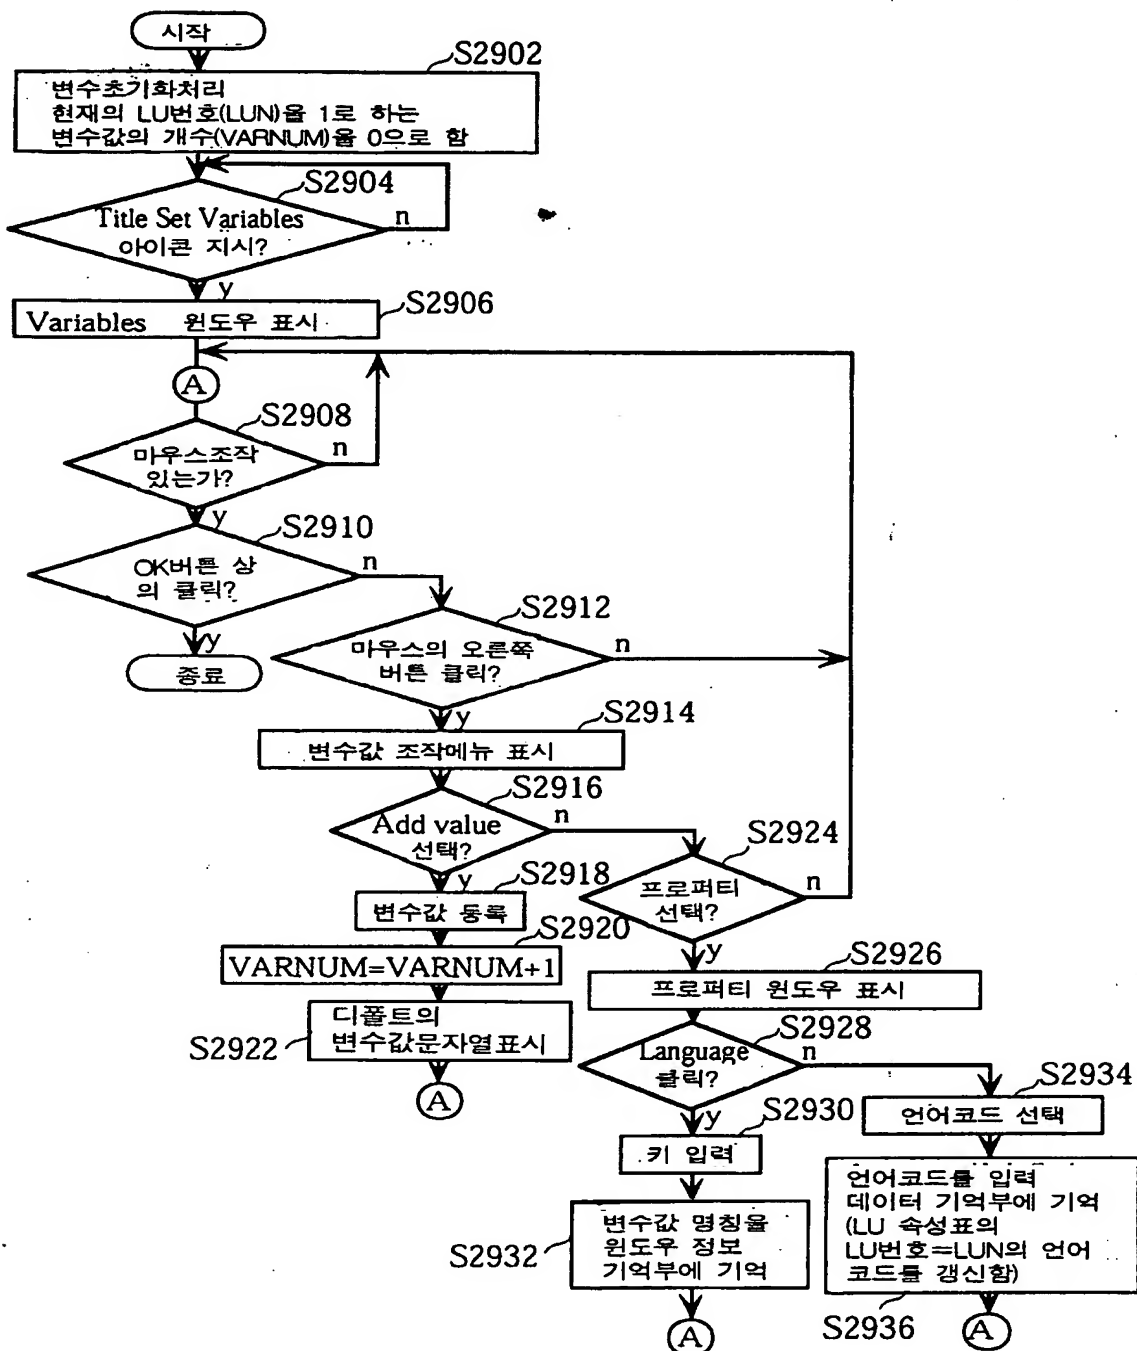 시작
S2902
변수초기화처리
현재의 LU번호(LUN)을 1로 하는
변수값의 개수(VARNUM)을 0으로 함
S2904
Title Set Variables
아이콘 지시?
n
y
S2906
Variables 윈도우 표시
A
S2908
마우스조작
있는가?
n
y
S2910
OK버튼 상
의 클릭?
n
y
종료
S2912
마우스의 오른쪽
버튼 클릭?
n
y
S2914
변수값 조작메뉴 표시
S2916
Add value
선택?
n
y
S2918
변수값 등록
S2920
VARNUM=VARNUM+1
S2922
디폴트의
변수값문자열표시
A
S2924
프로퍼티
선택?
n
y
S2926
프로퍼티 윈도우 표시
S2928
Language
클릭?
n
y
S2930
키 입력
S2932
변수값 명칭을
윈도우 정보
기억부에 기억
A
S2934
언어코드 선택
언어코드를 입력
데이터 기억부에 기억
(LU 속성표의
LU번호=LUN의 언어
코드를 갱신함)
S2936
A